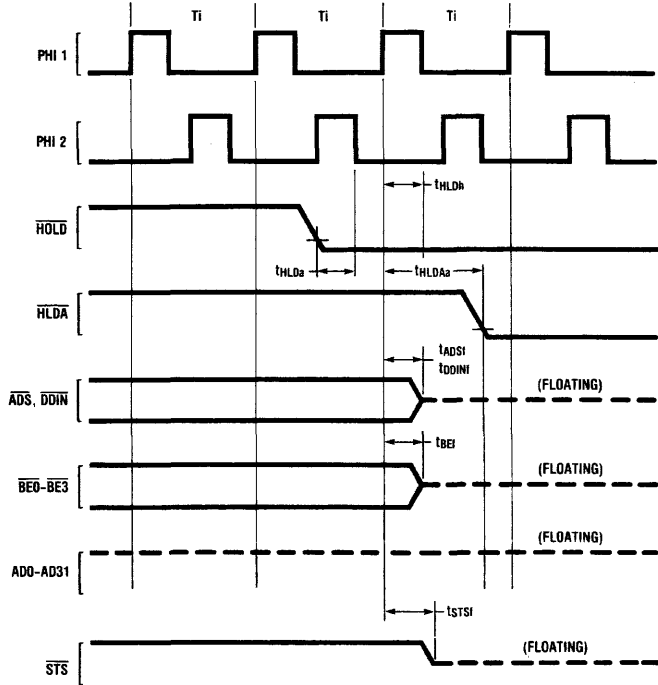 Ti Ti Ti
PHI 1
PHI 2
tHLDh
HOLD
tHLDa tHLDAa
HLDA
tADSf
tDDINf
ADS, DDIN
(FLOATING)
tBEf
BE0-BE3
(FLOATING)
(FLOATING)
AD0-AD31
tSTSf
(FLOATING)
STS